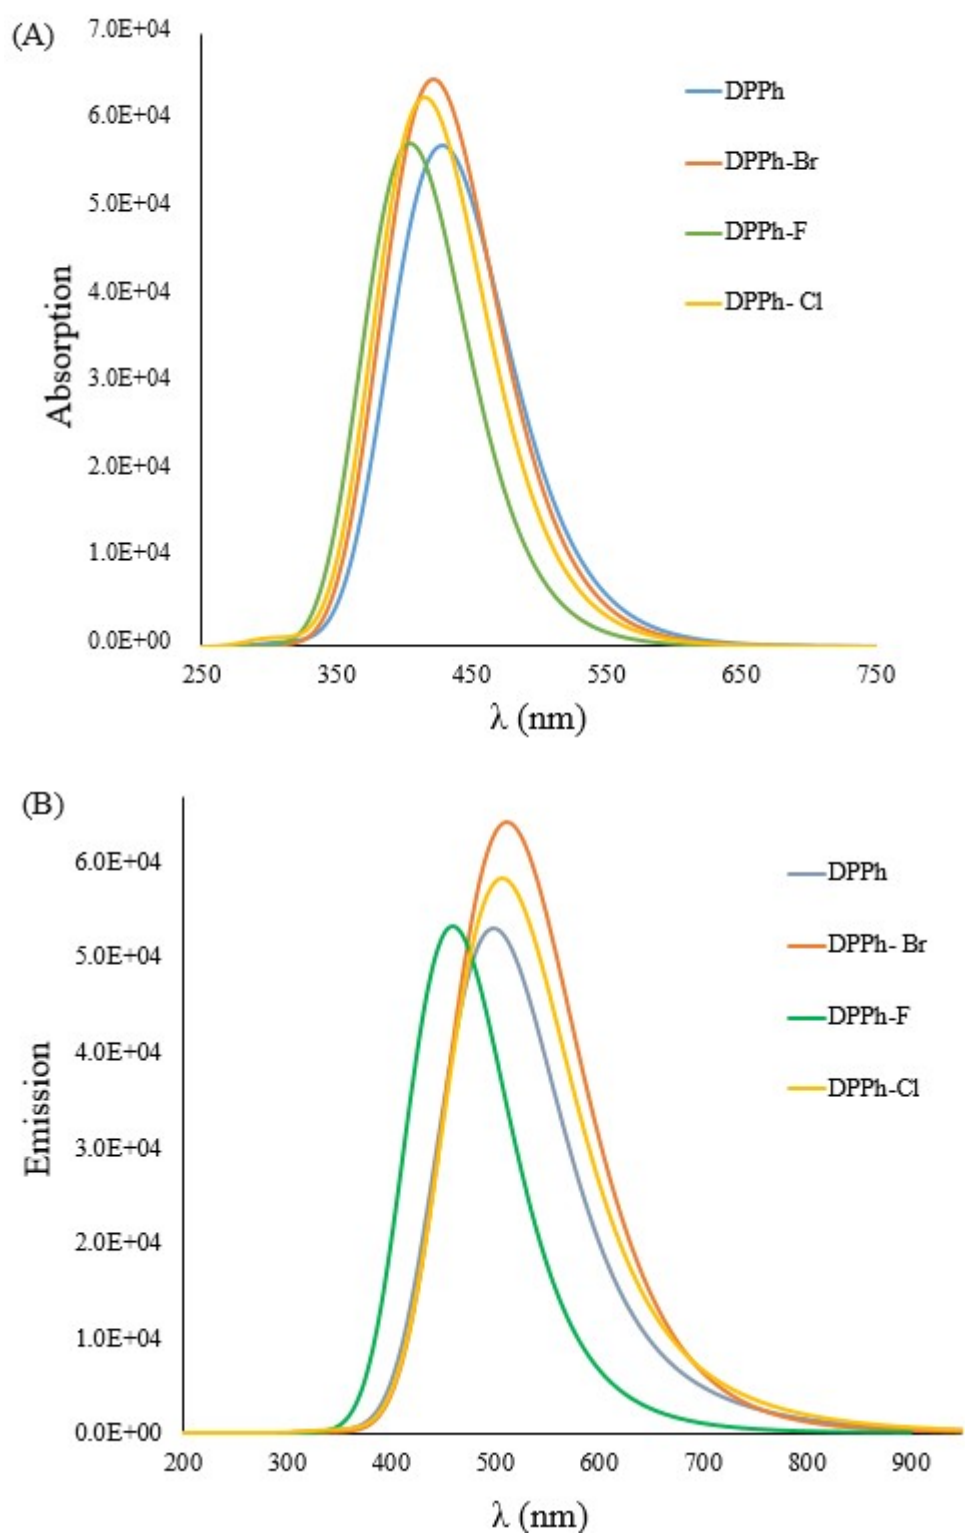 (A)
7.0E+04
6.0E+04
5.0E+04
4.0E+04
3.0E+04
2.0E+04
1.0E+04
0.0E+00
Absorption
250 350 450 550 650 750
λ (nm)
DPPh
DPPh-Br
DPPh-F
DPPh- Cl
(B)
6.0E+04
5.0E+04
4.0E+04
3.0E+04
2.0E+04
1.0E+04
0.0E+00
Emission
200 300 400 500 600 700 800 900
λ (nm)
DPPh
DPPh- Br
DPPh-F
DPPh-Cl